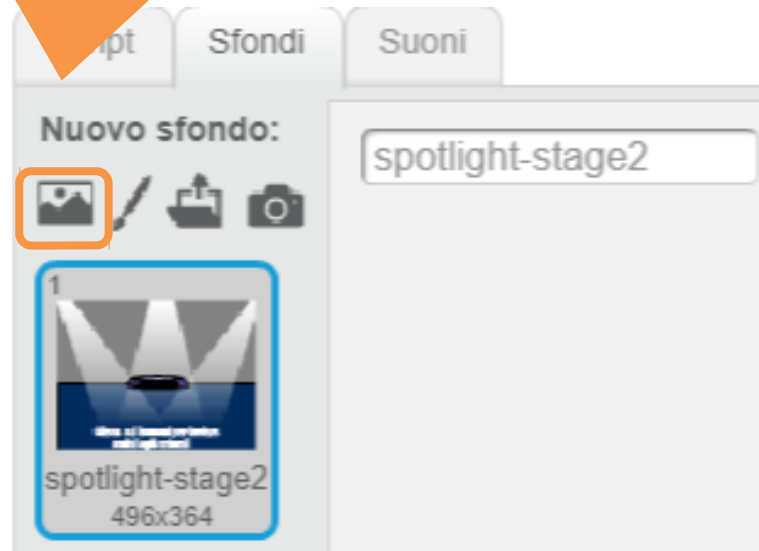 Sfondi Suoni
Nuovo sfondo:
spotlight-stage2
1
spotlight-stage2
496x364